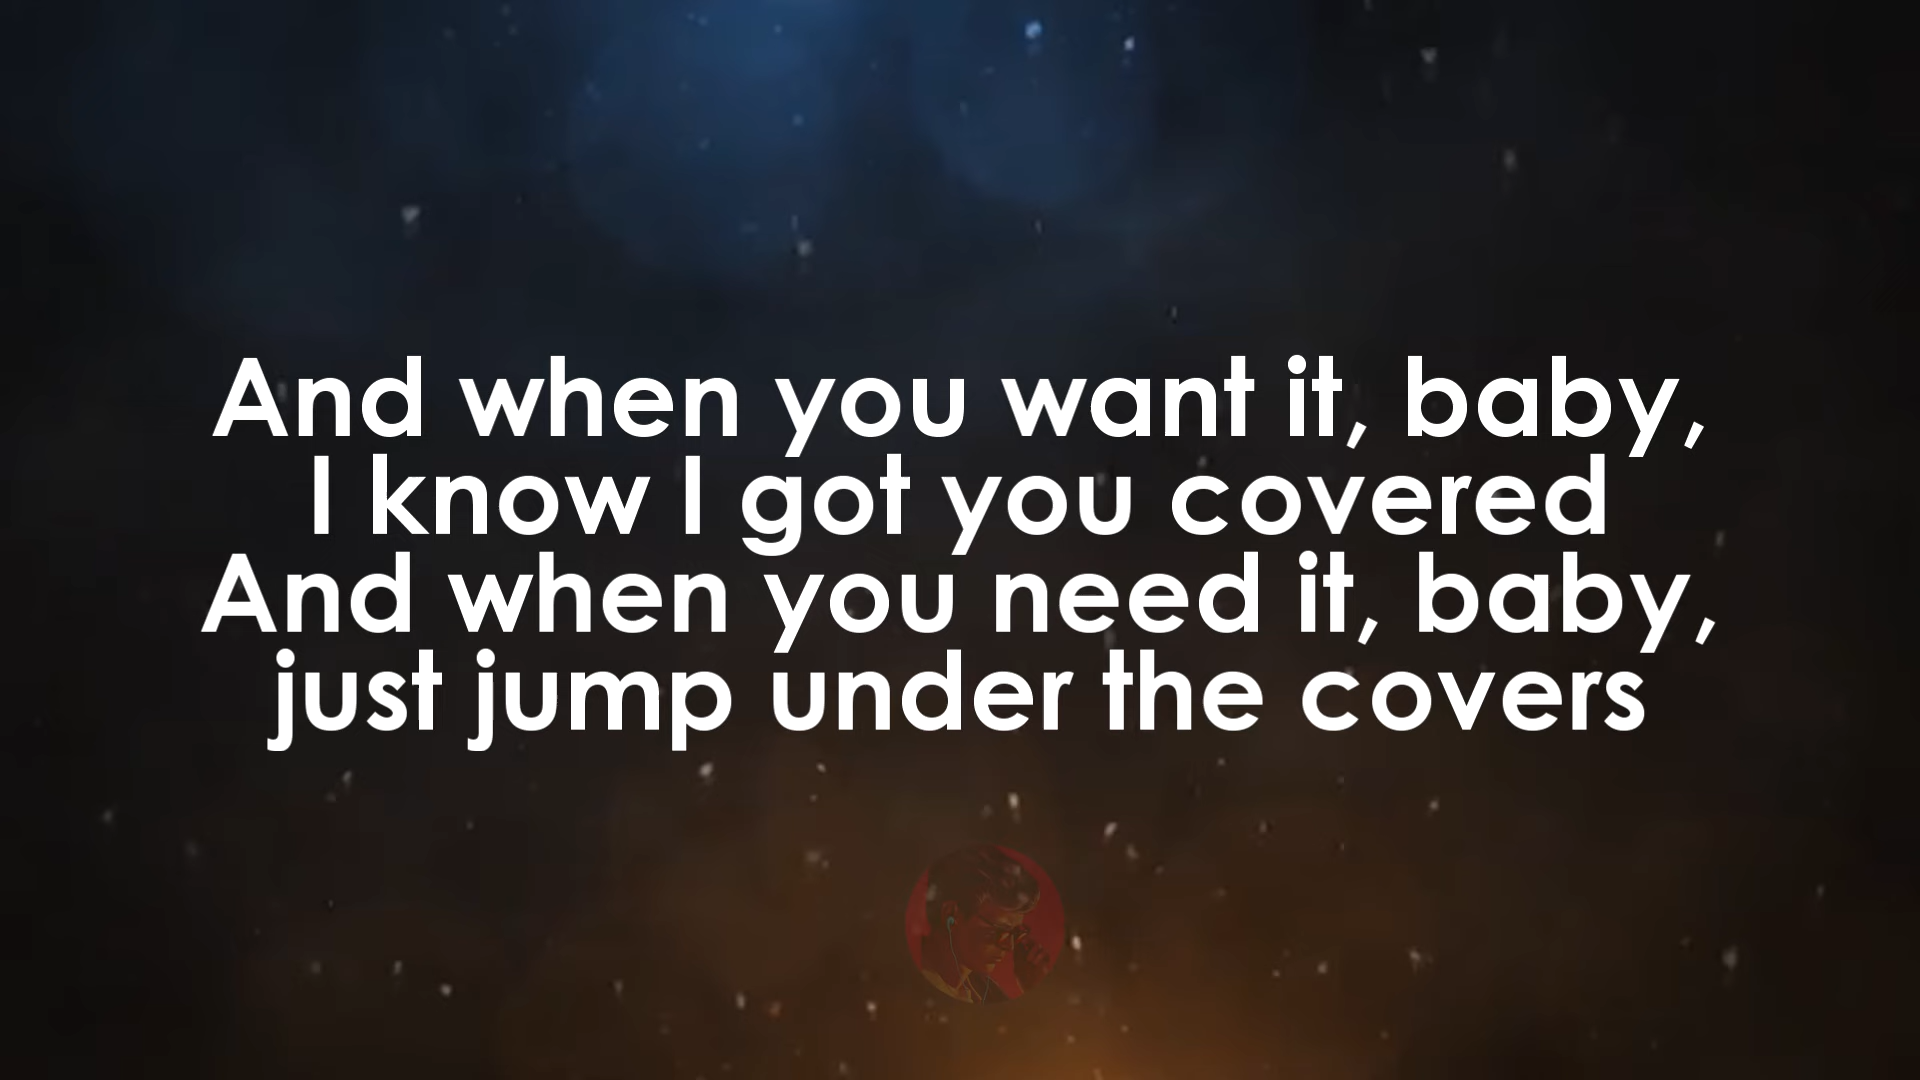 And when you want it, baby,
I know I got you covered
And when you need it, baby,
just jump under the covers